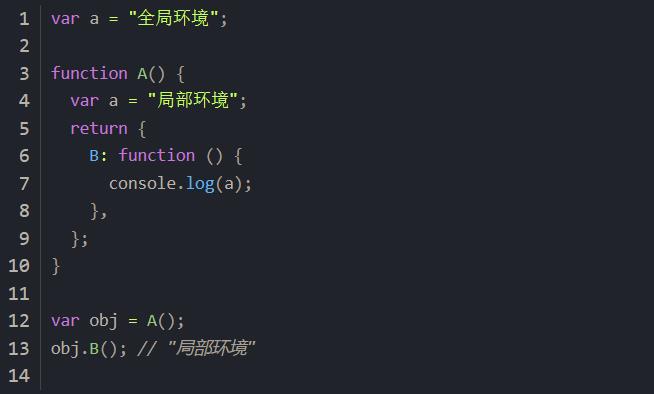 1 var a = "全局环境";
2
3 function A() {
4   var a = "局部环境";
5   return {
6     B: function () {
7       console.log(a);
8     },
9   };
10 }
11
12 var obj = A();
13 obj.B(); // "局部环境"
14